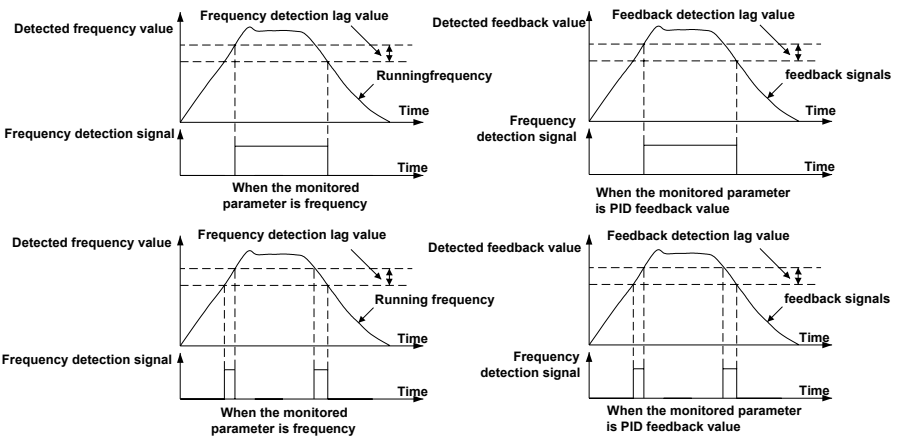 Frequency detection lag value
Detected frequency value
Runningfrequency
Time
Frequency detection signal
Time
When the monitored
parameter is frequency
Feedback detection lag value
Detected feedback value
feedback signals
Time
Frequency
detection signal
Time
When the monitored parameter
is PID feedback value
Frequency detection lag value
Detected frequency value
Running frequency
Time
Frequency detection signal
Time
When the monitored
parameter is frequency
Feedback detection lag value
Detected feedback value
feedback signals
Time
Frequency
detection signal
Time
When the monitored parameter
is PID feedback value